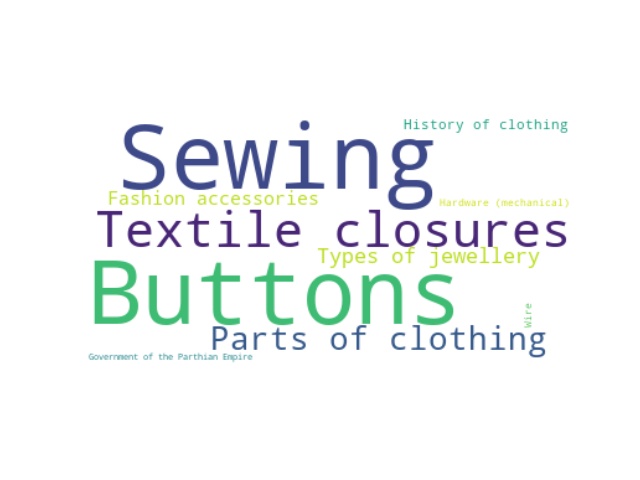 History of clothing
Sewing
Fashion accessories
Hardware (mechanical)
Textile closures
Types of jewellery
Buttons
Wire
Parts of clothing
Government of the Parthian Empire